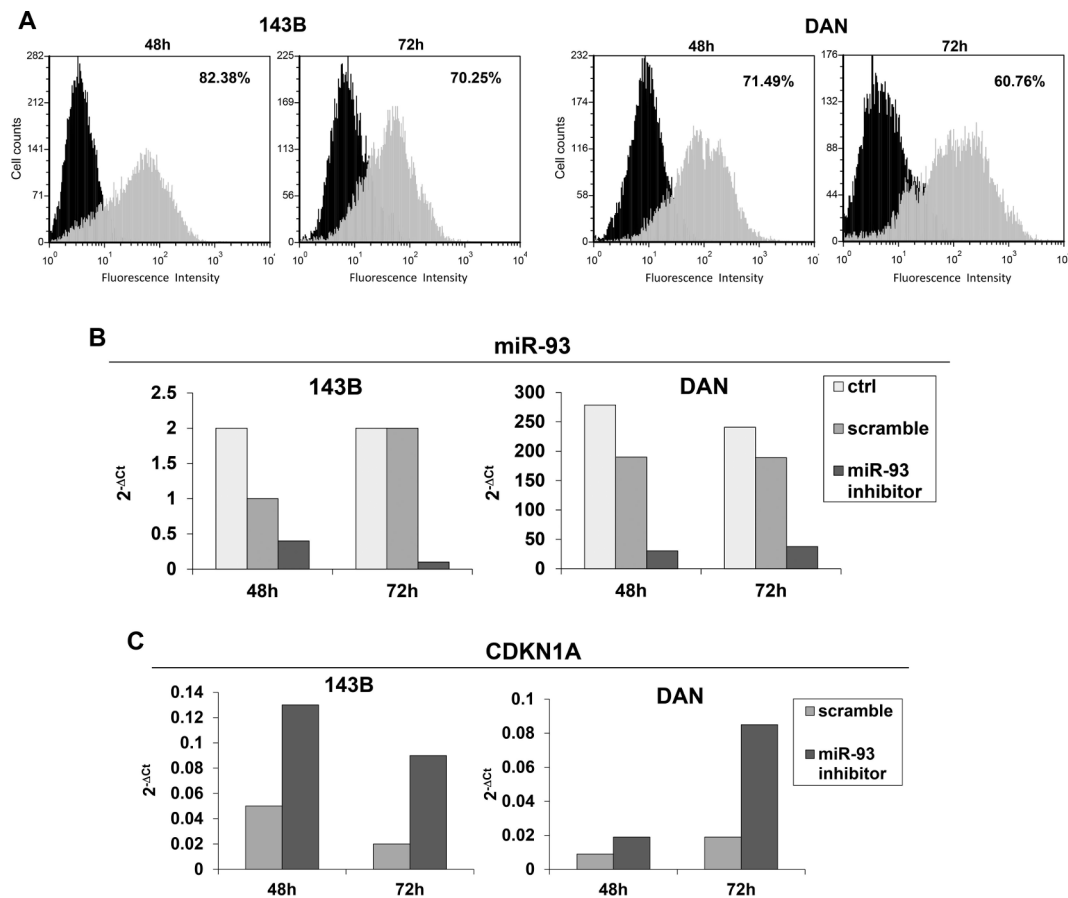 A
143B
DAN
48h
72h
48h
72h
282
212
141
71
0
82.38%
Cell counts
10⁰
10¹
10²
10³
Fluorescence Intensity
225
169
113
56
0
70.25%
10⁰
10¹
10²
10³
10⁴
Fluorescence Intensity
232
174
116
58
0
71.49%
Cell counts
10⁰
10¹
10²
10³
Fluorescence Intensity
176
132
88
44
0
60.76%
10⁰
10¹
10²
10³
Fluorescence Intensity
B
miR-93
143B
2.5
2
1.5
1
0.5
0
2-ΔCt
48h
72h
DAN
300
250
200
150
100
50
0
2-ΔCt
48h
72h
ctrl
scramble
miR-93
inhibitor
C
CDKN1A
143B
0.14
0.12
0.1
0.08
0.06
0.04
0.02
0
2-ΔCt
48h
72h
DAN
0.1
0.08
0.06
0.04
0.02
0
2-ΔCt
48h
72h
scramble
miR-93
inhibitor